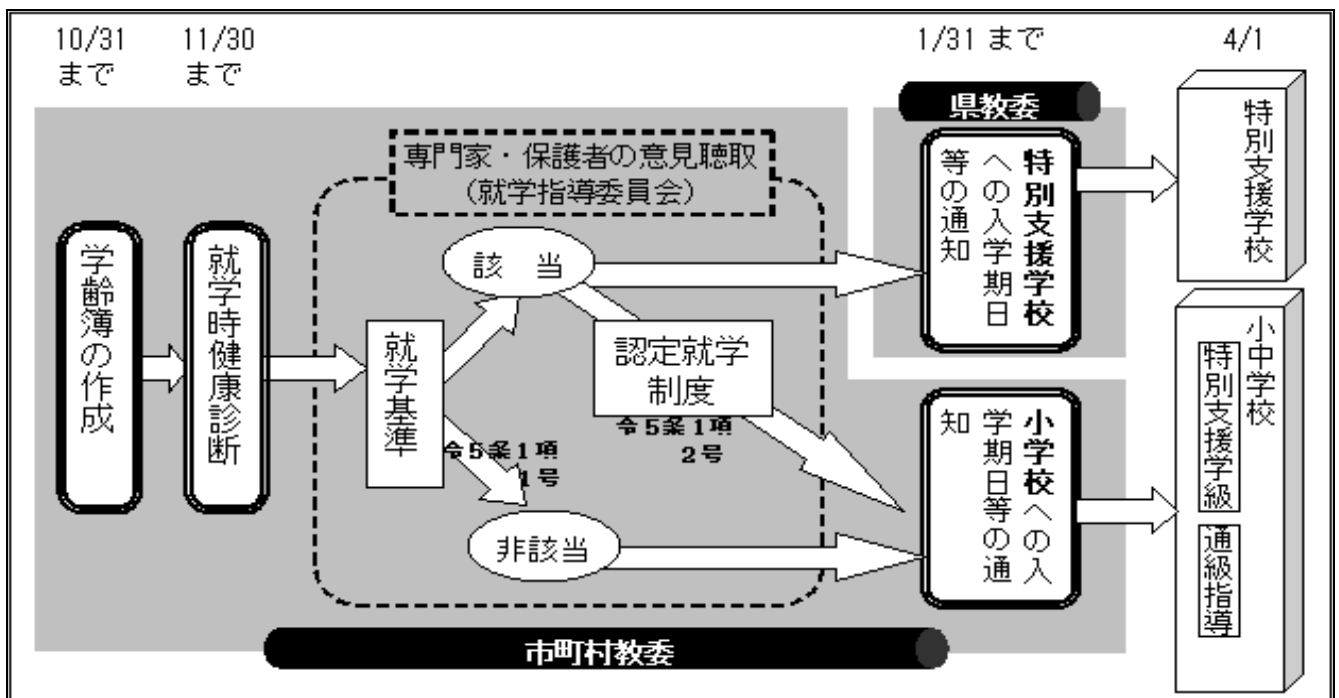 10/31
まで
11/30
まで
1/31 まで
4/1
県教委
専門家・保護者の意見聴取
(就学指導委員会)
学齢簿の作成
就学時健康診断
就学基準
該 当
非該当
認定就学
制度
令5条1項
2号
令5条1項
1号
特別支援学校
への入学期日
等の通知
小学校への入
学期日等の通
知
特別支援学校
小中学校
特別支援学級
通級指導
市町村教委